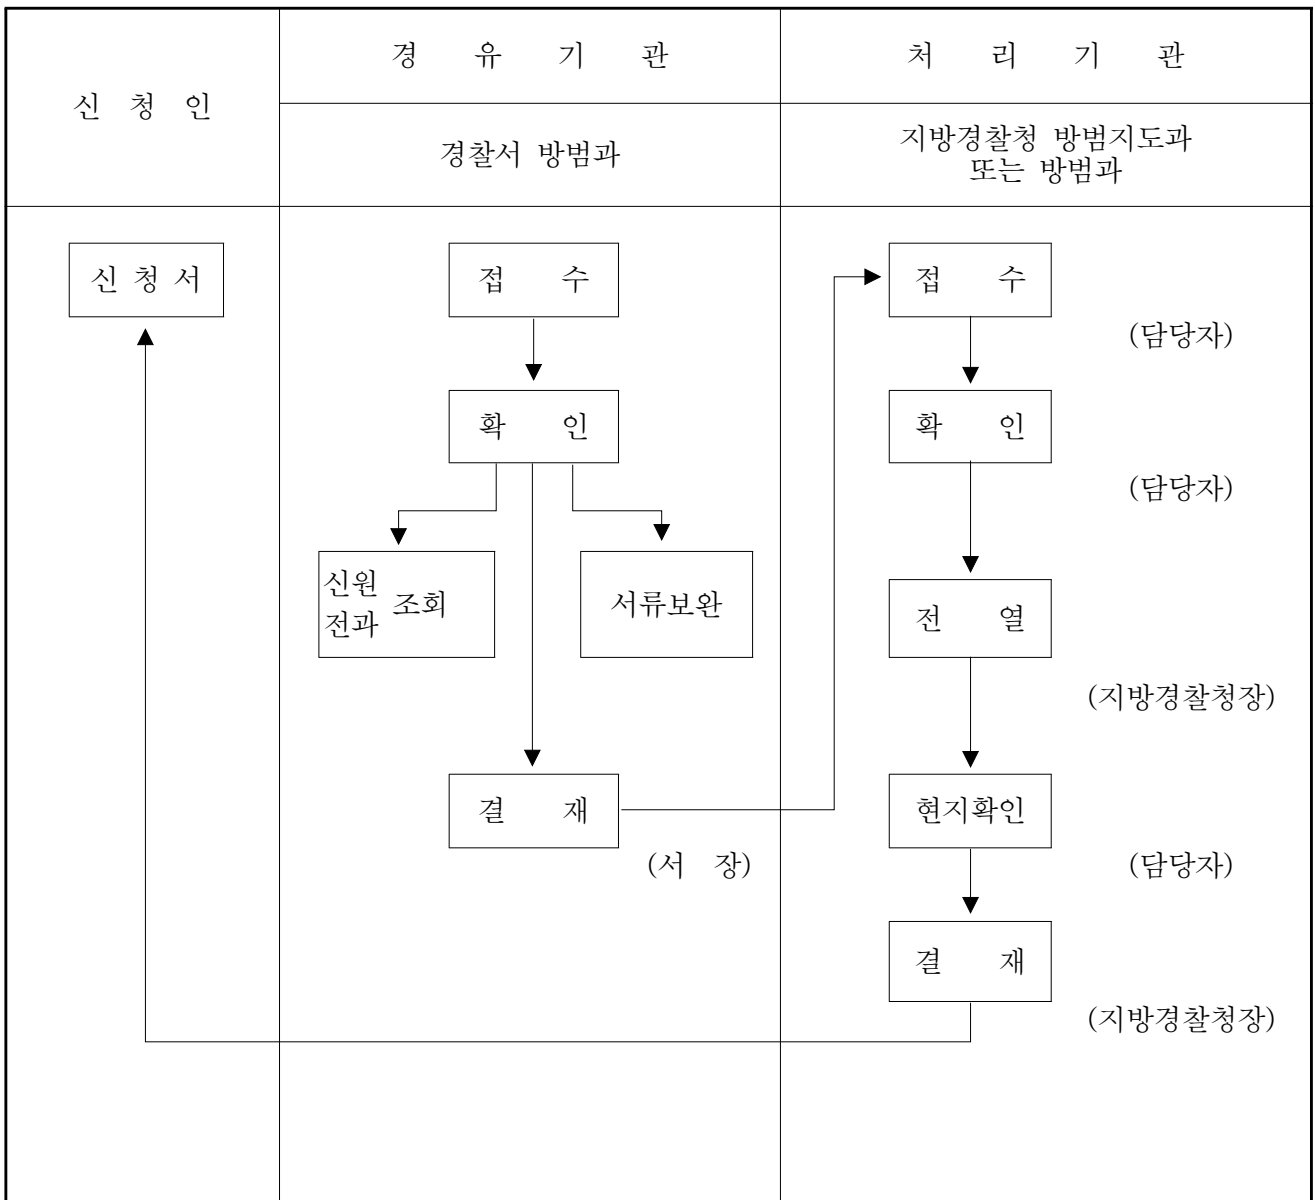 신 청 인
경 유 기 관
처 리 기 관
경찰서 방범과
지방경찰청 방범지도과
또는 방범과
신 청 서
접 수
접 수
(담당자)
확 인
확 인
(담당자)
신원
전과
조회
서류보완
전 열
(지방경찰청장)
결 재
(서 장)
현지확인
(담당자)
결 재
(지방경찰청장)